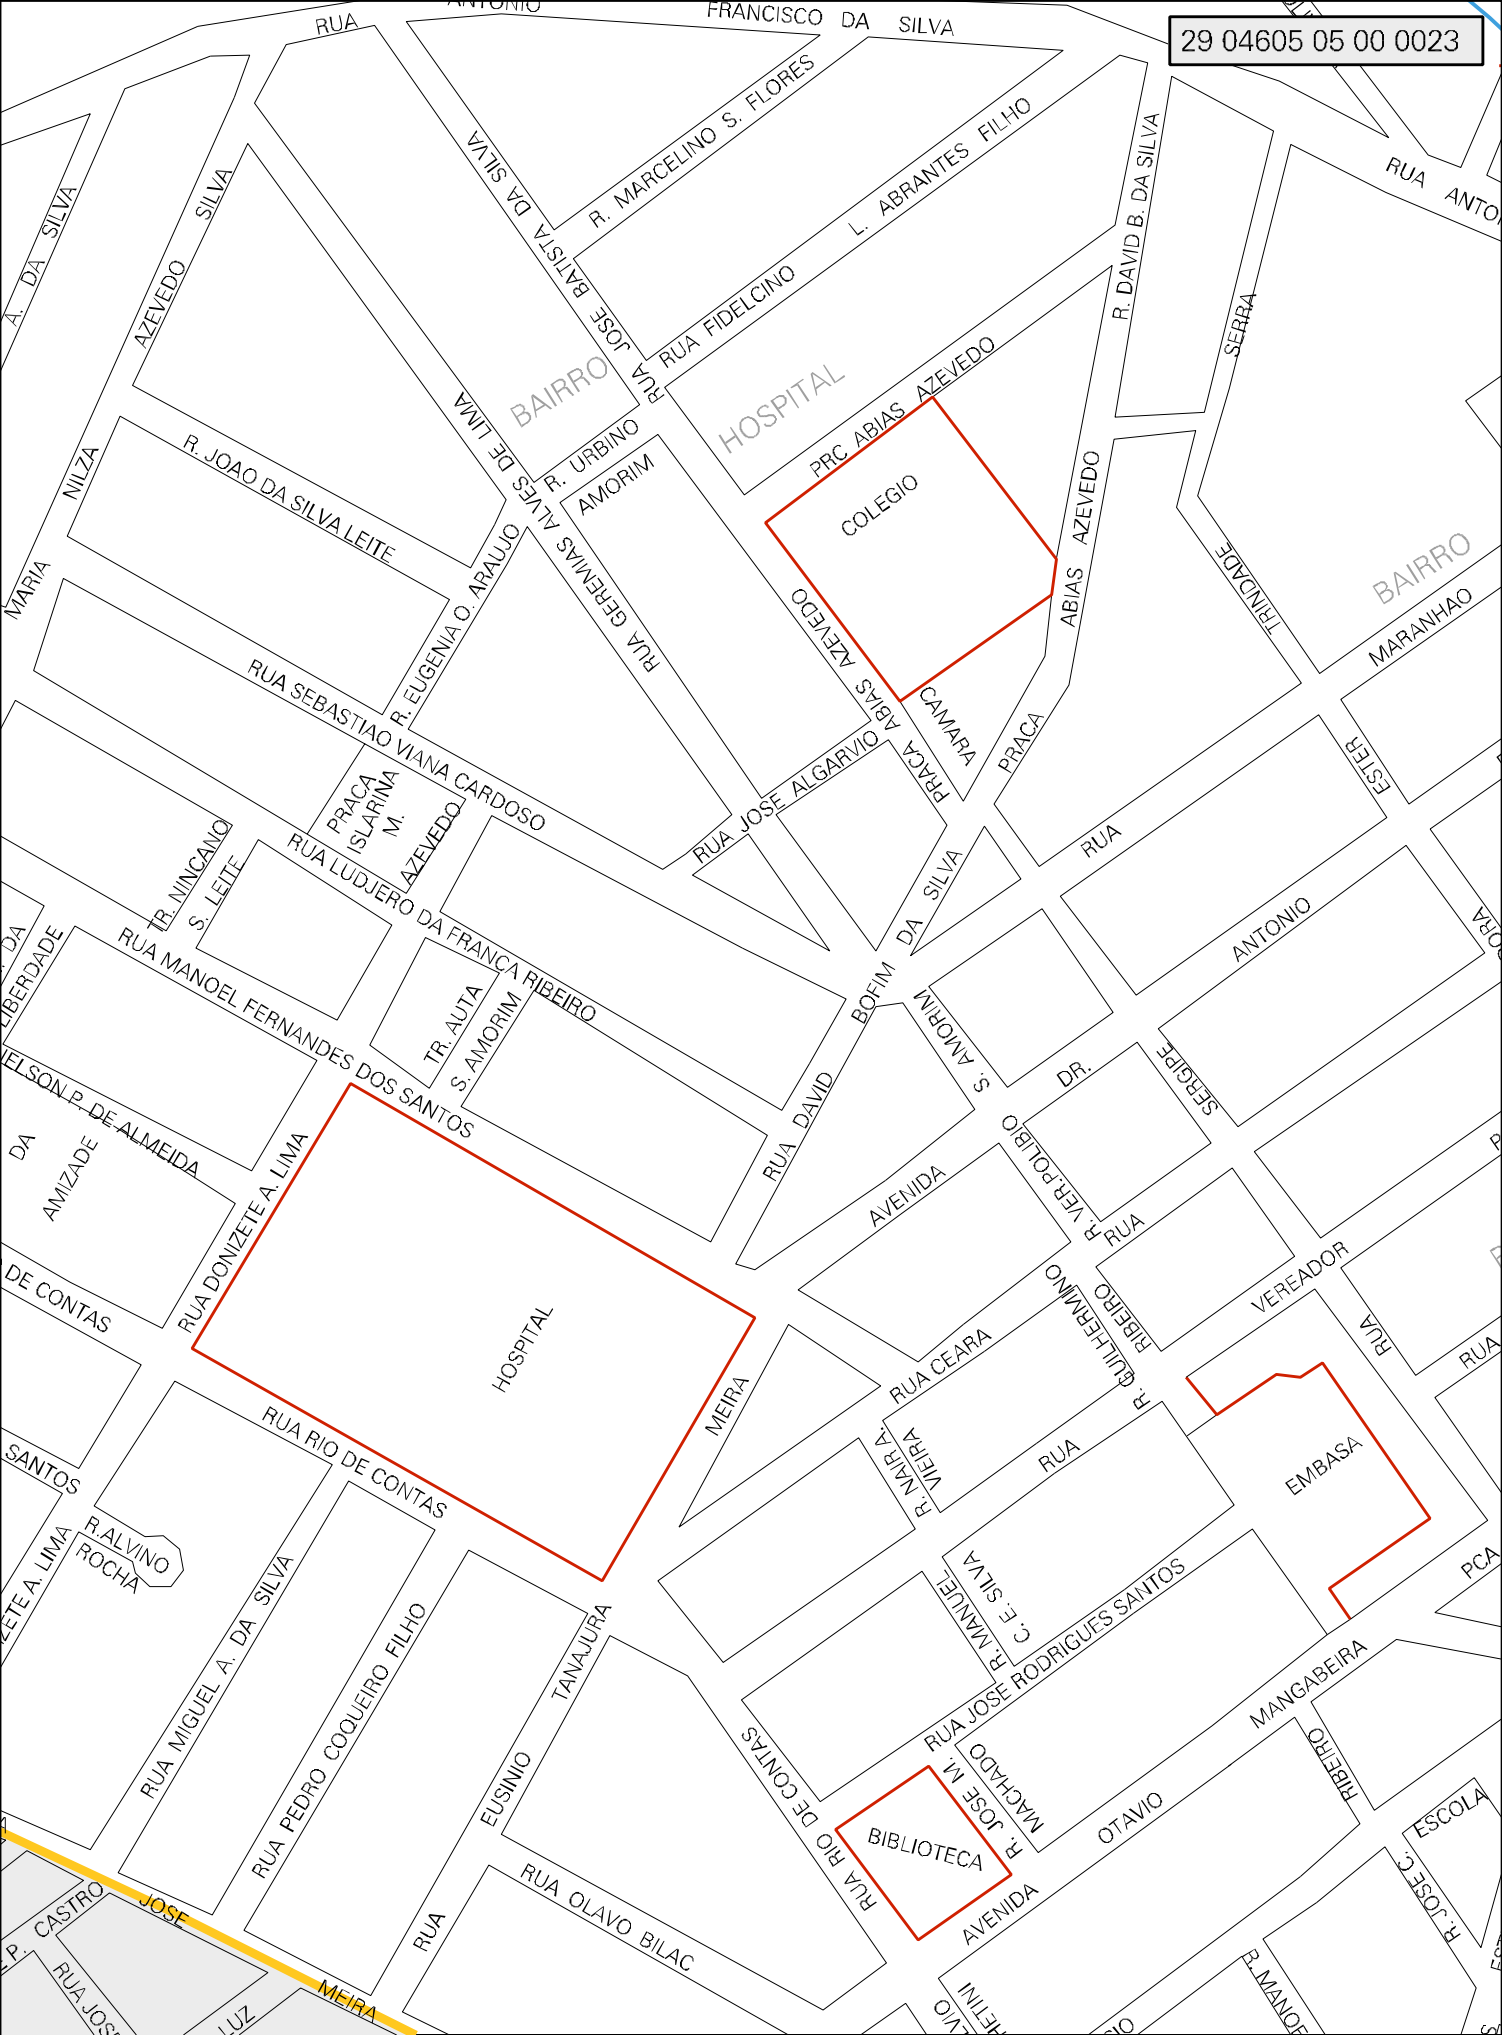 ANTONIO
FRANCISCO DA SILVA
RUA
29 04605 05 00 0023
R. MARCELINO S. FLORES
RUA FIDELCINO L. ABRANTES FILHO
R. DAVID B. DA SILVA
RUA ANTO
A. DA SILVA
MARIA NILZA AZEVEDO SILVA
RUA JOSE BATISTA DA SILVA
SERRA
BAIRRO
HOSPITAL
PRC ABIAS AZEVEDO
COLEGIO
R. URBINO
AMORIM
R. JOAO DA SILVA LEITE
RUA GEREMIAS ALVES DE LIMA
R. EUGENIA O. ARAUJO
ABIAS AZEVEDO
PRACA
TRINDADE
BAIRRO
MARANHAO
PRACA ABIAS AZEVEDO
CAMARA
RUA SEBASTIAO VIANA CARDOSO
RUA JOSE ALGARVIO
ESTER
RUA
PRACA
ISLARINA
M.
AZEVEDO
TR. NINCANO
S. LEITE
RUA LUDJERO DA FRANCA RIBEIRO
ANTONIO
DA
LIBERDADE
RUA MANOEL FERNANDES DOS SANTOS
TR. AUTA
S. AMORIM
RUA DAVID BOFIM DA SILVA
S. AMORIM
R. VER.POLIBIO
DR.
SERGIPE
ELSON P. DE ALMEIDA
DA
AMIZADE
RUA DONIZETE A. LIMA
HOSPITAL
AVENIDA
RUA
VEREADOR
RUA
RUA
DE CONTAS
R. GUILHERMINO
RIBEIRO
RUA CEARA
MEIRA
R. NAIR A.
VIEIRA
RUA
EMBASA
SANTOS
RUA RIO DE CONTAS
R.ALVINO
ROCHA
ZETE A. LIMA
RUA MIGUEL A. DA SILVA
RUA PEDRO COQUEIRO FILHO
TANAJURA
EUSINIO
RUA
R. MANUEL
C. E. SILVA
RUA JOSE RODRIGUES SANTOS
PCA
MANGABEIRA
OTAVIO
AVENIDA
RUA RIO DE CONTAS
R. JOSE M.
MACHADO
BIBLIOTECA
RIBEIRO
ESCOLA
R. JOSE C.
RUA OLAVO BILAC
JOSE
MEIRA
P. CASTRO
RUA JOSE
LUZ
R. MANOE
HETINI
LVIO